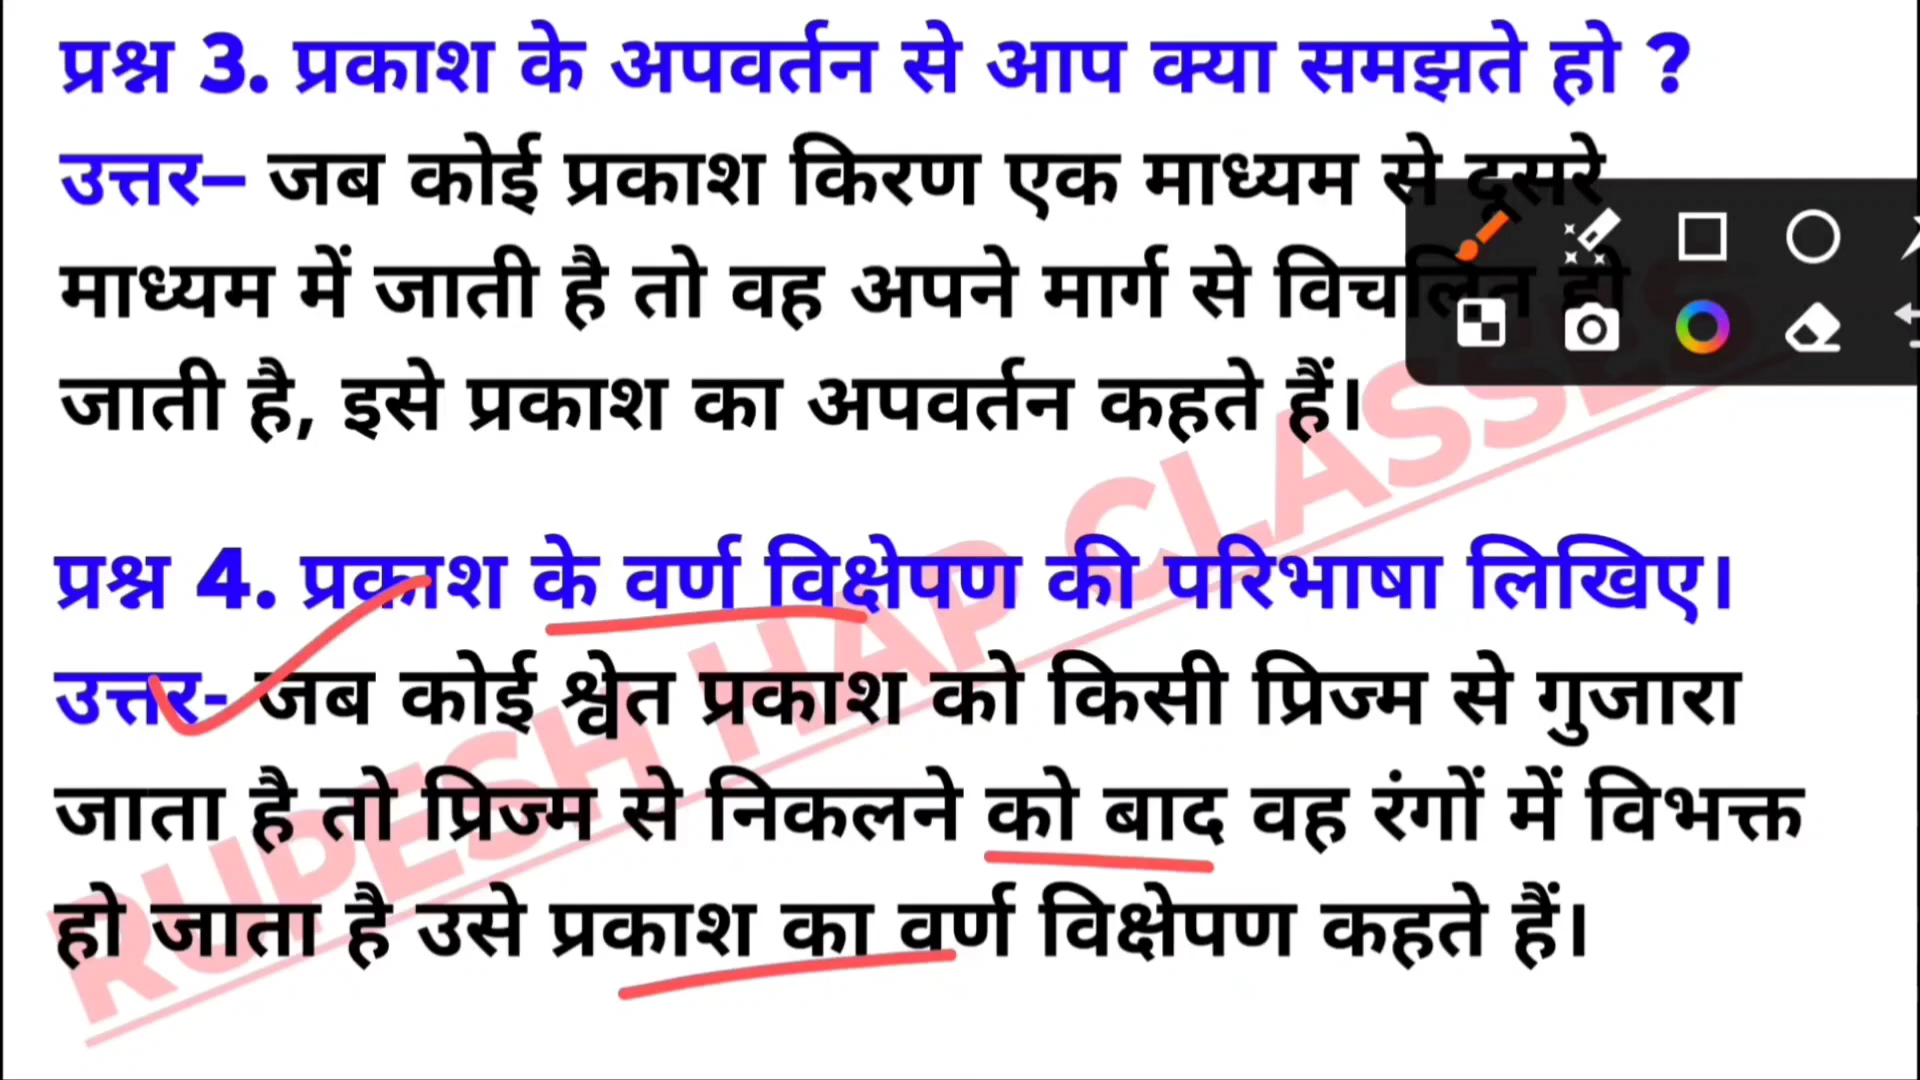 प्रश्न 3. प्रकाश के अपवर्तन से आप क्या समझते हो ?
उत्तर– जब कोई प्रकाश किरण एक माध्यम से दूसरे
माध्यम में जाती है तो वह अपने मार्ग से विचलित हो
जाती है, इसे प्रकाश का अपवर्तन कहते हैं।
प्रश्न 4. प्रकाश के वर्ण विक्षेपण की परिभाषा लिखिए।
उत्तर- जब कोई श्वेत प्रकाश को किसी प्रिज्म से गुजारा
जाता है तो प्रिज्म से निकलने को बाद वह रंगों में विभक्त
हो जाता है उसे प्रकाश का वर्ण विक्षेपण कहते हैं।
RUPESH HAP CLASSES